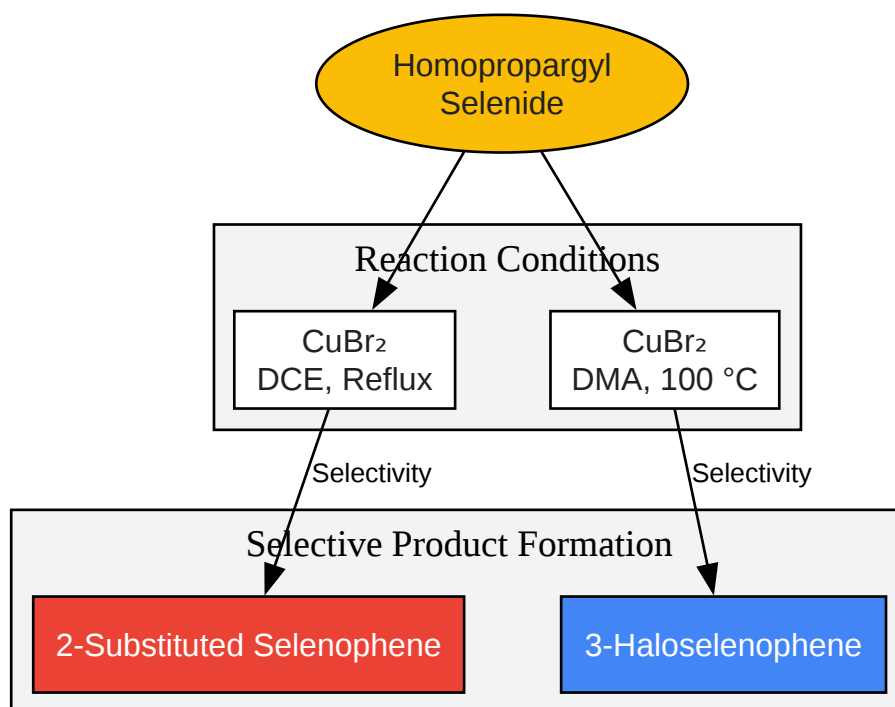 Homopropargyl
Selenide
Reaction Conditions
CuBr₂
DCE, Reflux
CuBr₂
DMA, 100 °C
Selectivity
Selectivity
Selective Product Formation
2-Substituted Selenophene
3-Haloselenophene